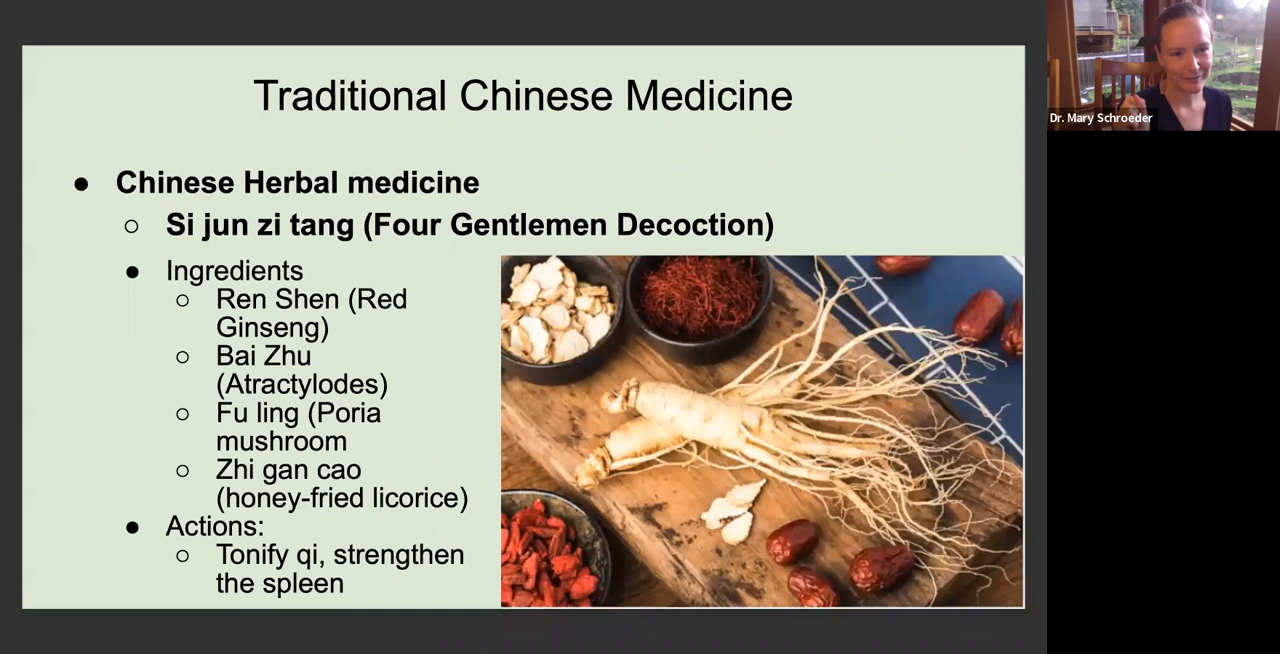 Traditional Chinese Medicine
● Chinese Herbal medicine
○ Si jun zi tang (Four Gentlemen Decoction)
● Ingredients
○ Ren Shen (Red
Ginseng)
○ Bai Zhu
(Atractylodes)
○ Fu ling (Poria
mushroom
○ Zhi gan cao
(honey-fried licorice)
● Actions:
○ Tonify qi, strengthen
the spleen
Dr. Mary Schroeder